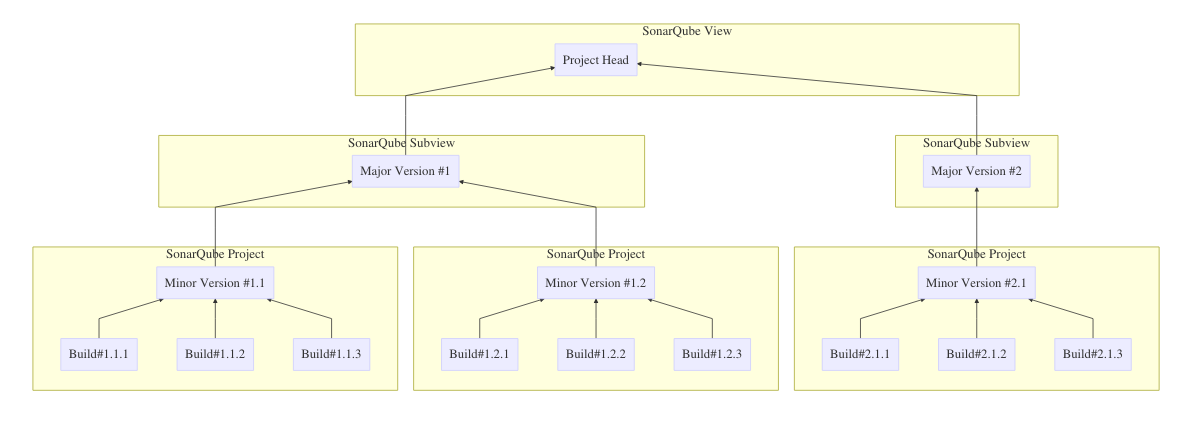 SonarQube View
Project Head
SonarQube Subview
Major Version #1
SonarQube Subview
Major Version #2
SonarQube Project
Minor Version #1.1
Build#1.1.1
Build#1.1.2
Build#1.1.3
SonarQube Project
Minor Version #1.2
Build#1.2.1
Build#1.2.2
Build#1.2.3
SonarQube Project
Minor Version #2.1
Build#2.1.1
Build#2.1.2
Build#2.1.3